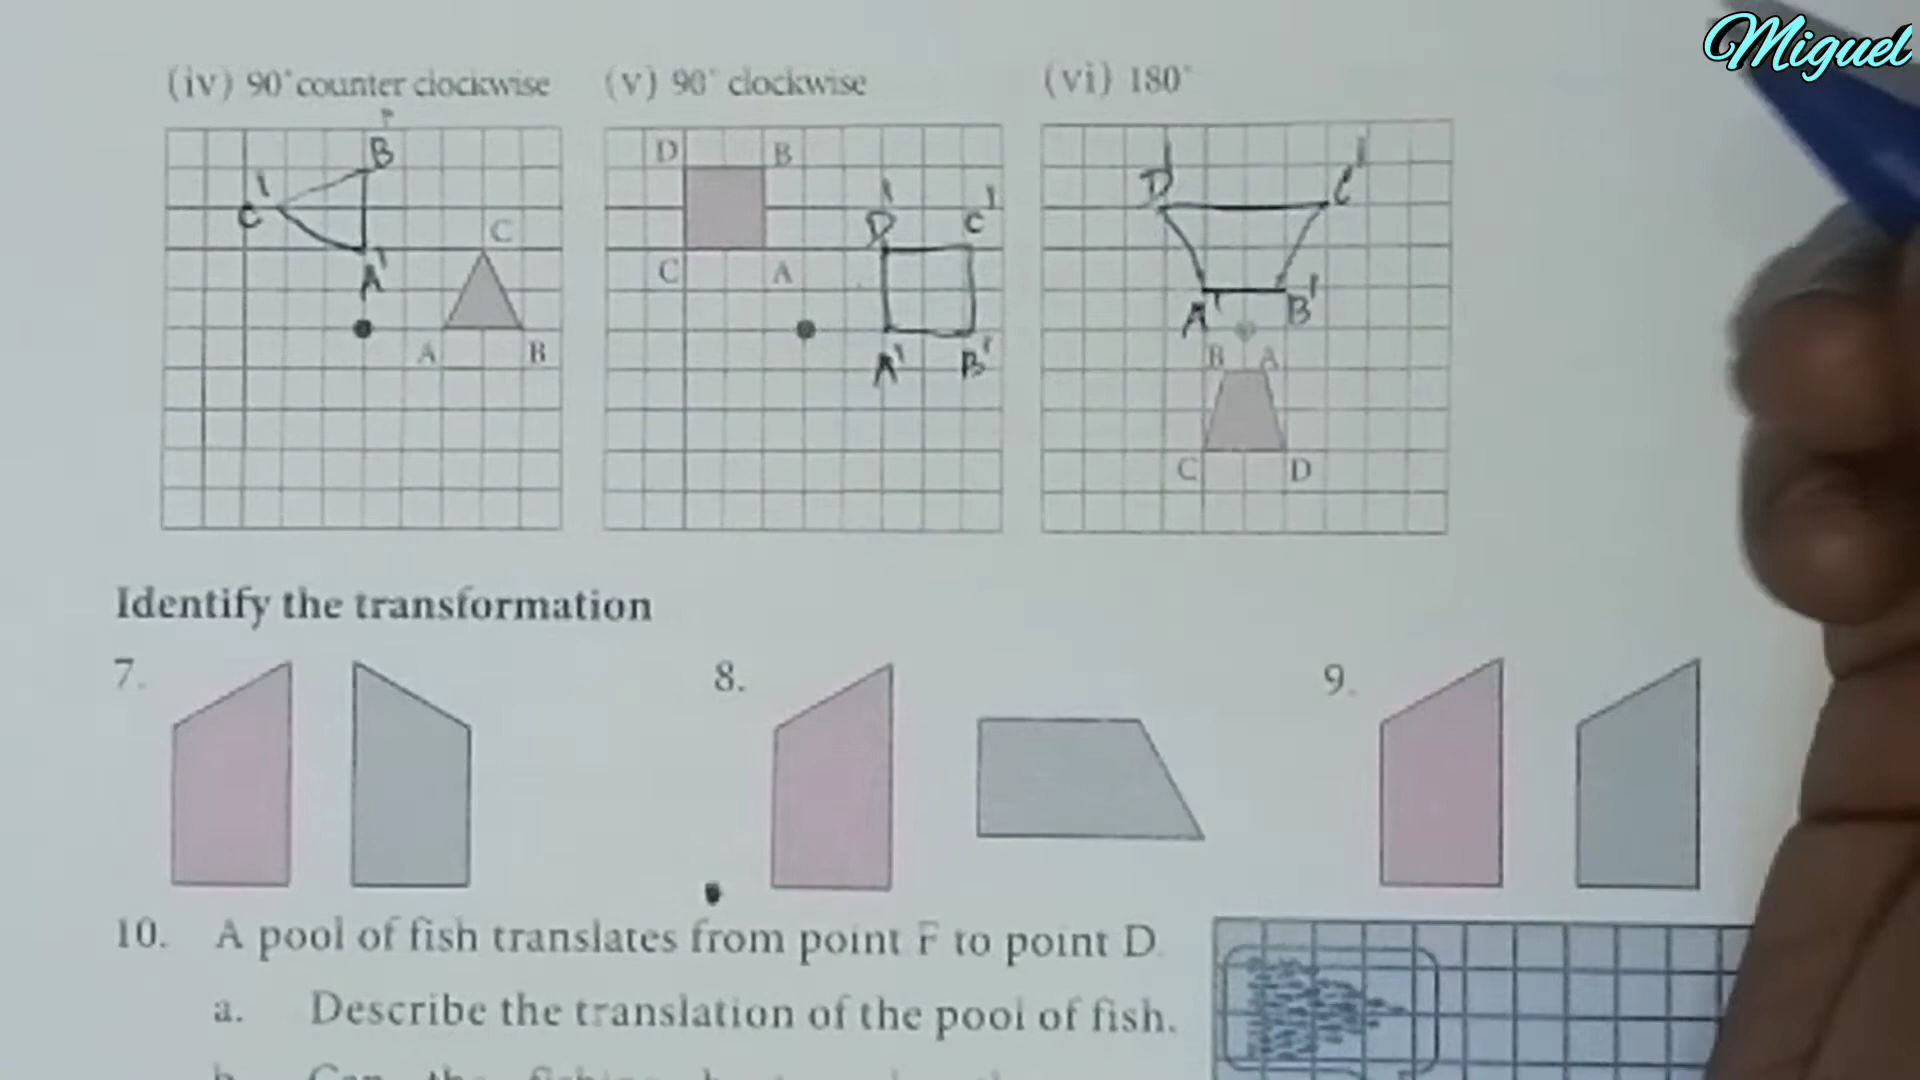 Miguel
(iv) 90° counter clockwise (v) 90° clockwise (vi) 180°
B
C'
A'
C
A B
D B
C A
D' C'
A' B'
D' C'
A' B'
B A
C D
Identify the transformation
7. 8. 9.
10. A pool of fish translates from point F to point D.
a. Describe the translation of the pool of fish.